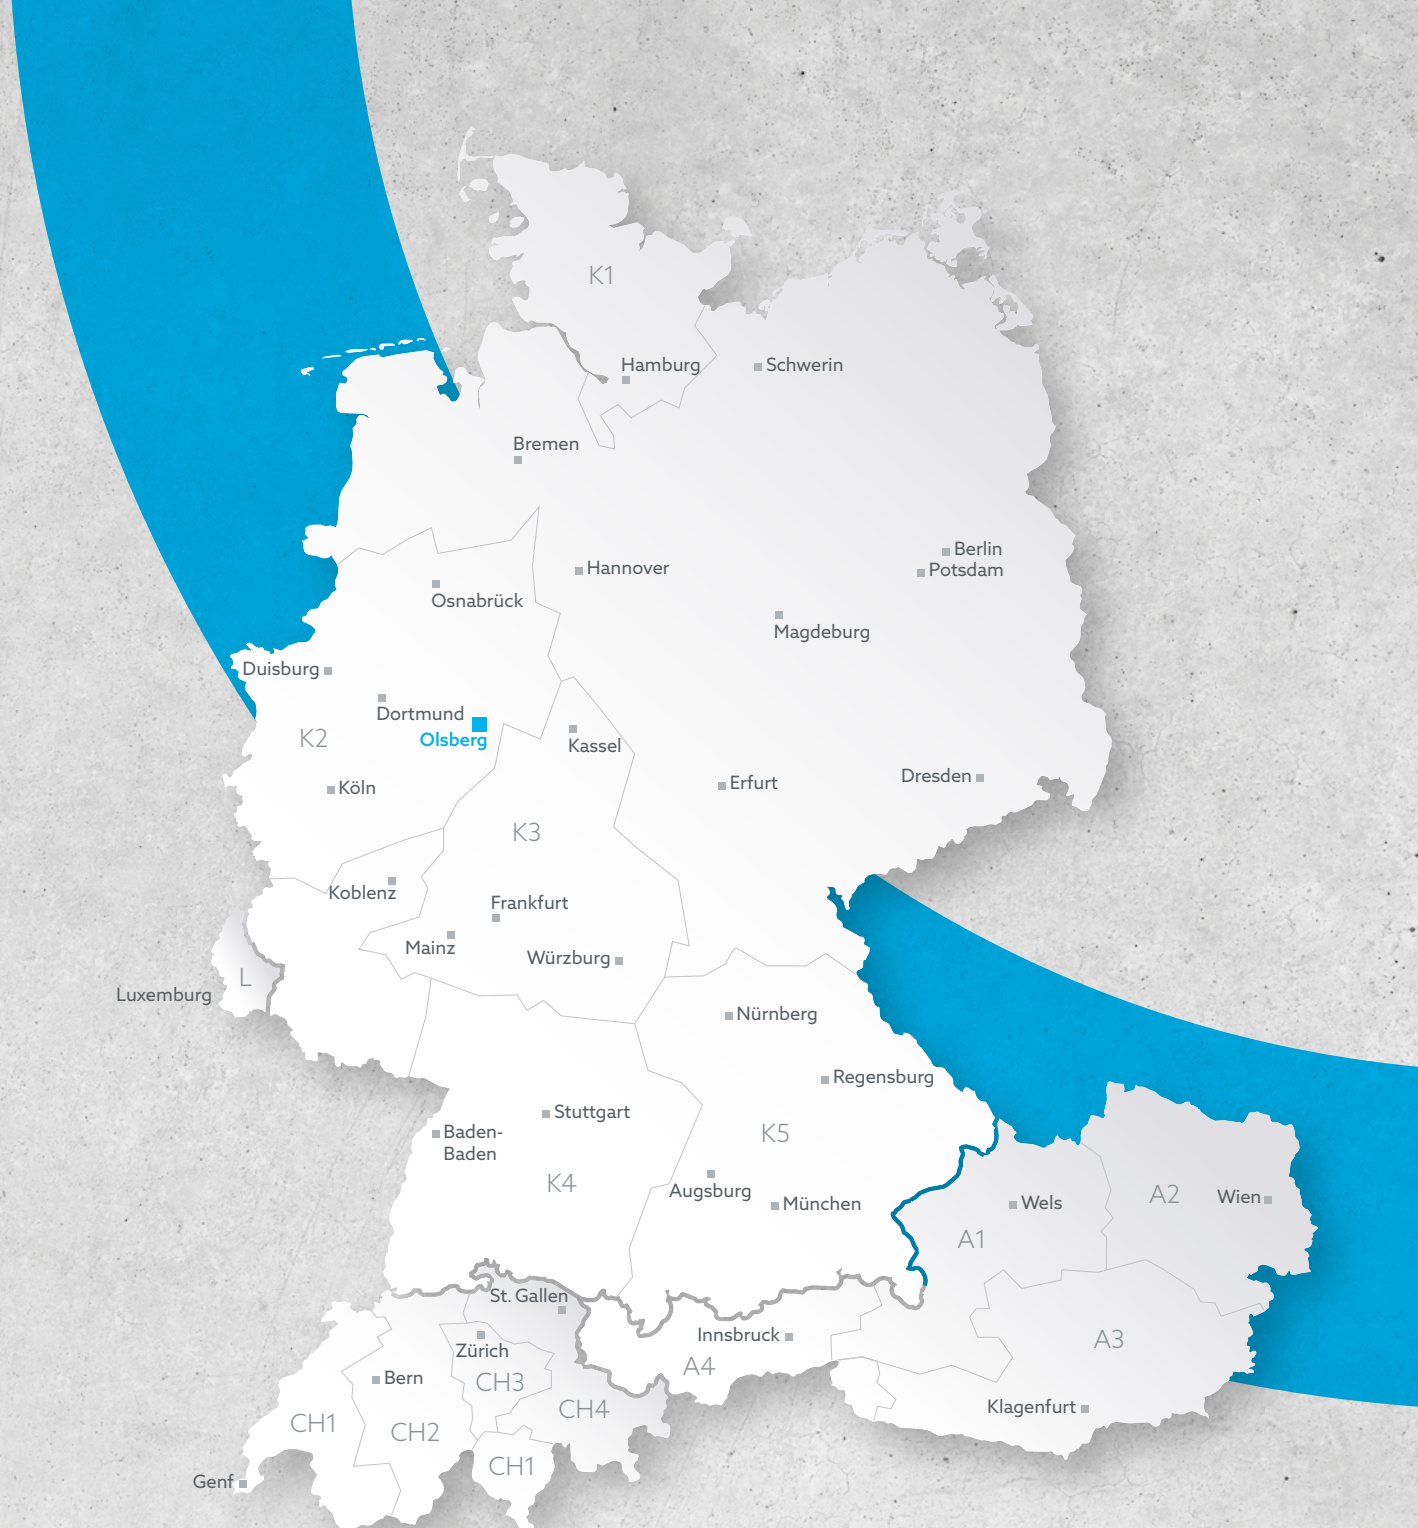 K1
Hamburg
Schwerin
Bremen
Berlin
Hannover
Potsdam
Osnabrück
Magdeburg
Duisburg
Dortmund
K2
Olsberg
Kassel
Köln
Erfurt
Dresden
K3
Koblenz
Frankfurt
Mainz
Würzburg
L
Luxemburg
Nürnberg
Regensburg
Stuttgart
Baden-
Baden
K5
K4
Augsburg
München
A2
Wien
Wels
A1
St. Gallen
Innsbruck
Zürich
A4
A3
Bern
CH3
Klagenfurt
CH4
CH1
CH2
CH1
Genf